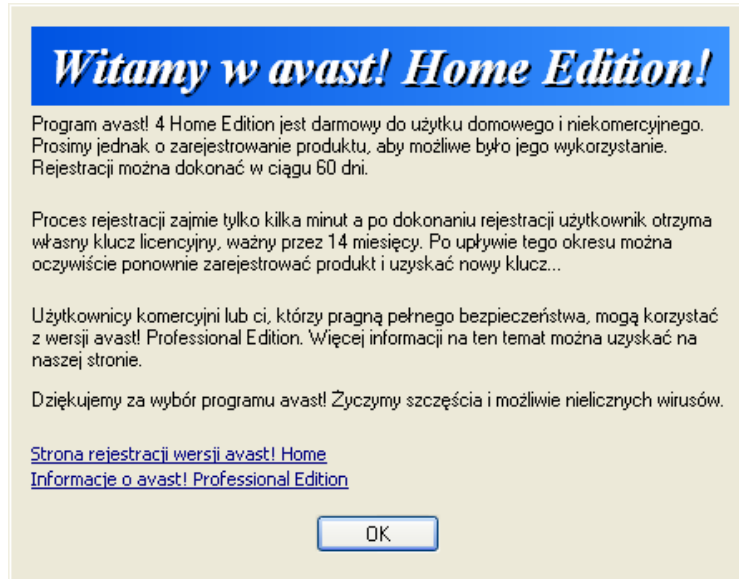 Witamy w avast! Home Edition!
Program avast! 4 Home Edition jest darmowy do użytku domowego i niekomercyjnego.
Prosimy jednak o zarejestrowanie produktu, aby możliwe było jego wykorzystanie.
Rejestracji można dokonać w ciągu 60 dni.
Proces rejestracji zajmie tylko kilka minut a po dokonaniu rejestracji użytkownik otrzyma
własny klucz licencyjny, ważny przez 14 miesięcy. Po upływie tego okresu można
oczywiście ponownie zarejestrować produkt i uzyskać nowy klucz...
Użytkownicy komercyjni lub ci, którzy pragną pełnego bezpieczeństwa, mogą korzystać
z wersji avast! Professional Edition. Więcej informacji na ten temat można uzyskać na
naszej stronie.
Dziękujemy za wybór programu avast! Życzymy szczęścia i możliwie nielicznych wirusów.
Strona rejestracji wersji avast! Home
Informacje o avast! Professional Edition
OK